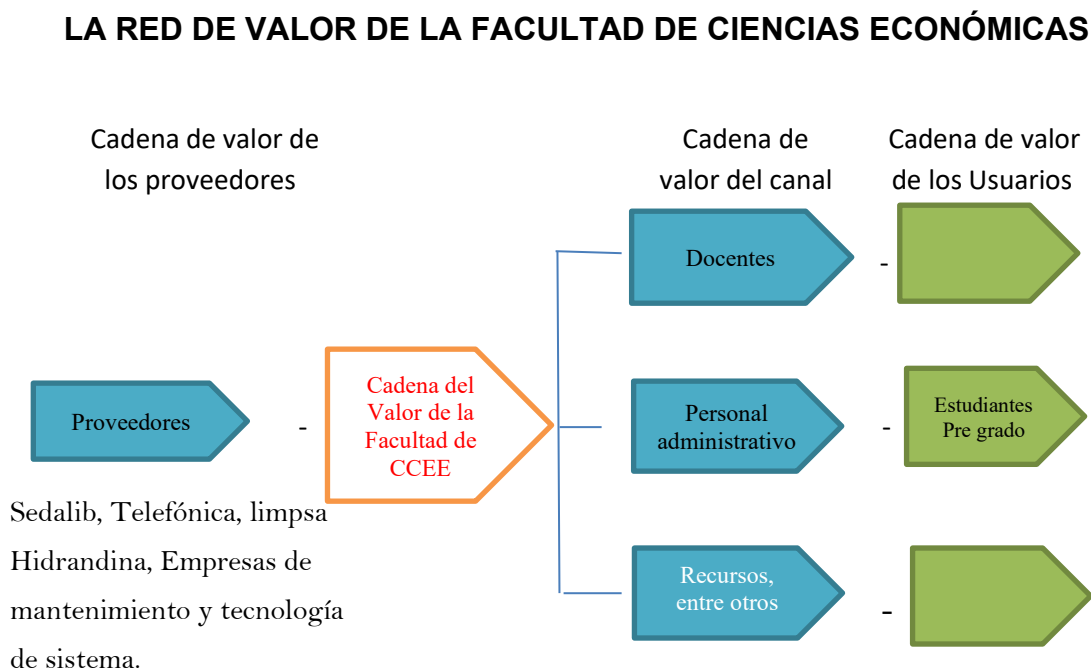 LA RED DE VALOR DE LA FACULTAD DE CIENCIAS ECONÓMICAS
Cadena de valor de
los proveedores
Cadena de
valor del canal
Cadena de valor
de los Usuarios
Docentes
-
Proveedores
-
Cadena del
Valor de la
Facultad de
CCEE
Personal
administrativo
-
Estudiantes
Pre grado
Sedalib, Telefónica, limpsa
Hidrandina, Empresas de
mantenimiento y tecnología
de sistema.
Recursos,
entre otros
-